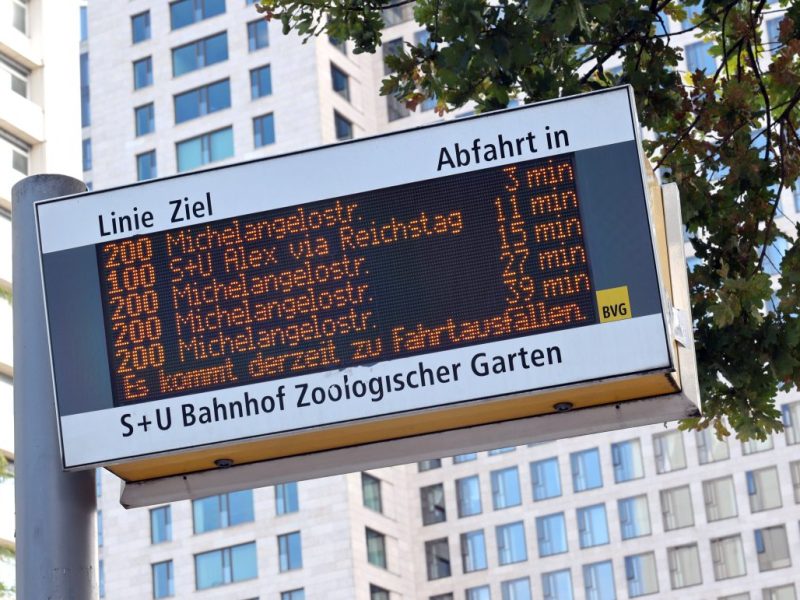 Linie Ziel Abfahrt in
200 Michelangelostr. 3 min
100 S+U Alex via Reichstag 11 min
200 Michelangelostr. 15 min
200 Michelangelostr. 27 min
200 Michelangelostr. 39 min
Es kommt derzeit zu Fahrtausfällen.
BVG
S+U Bahnhof Zoologischer Garten